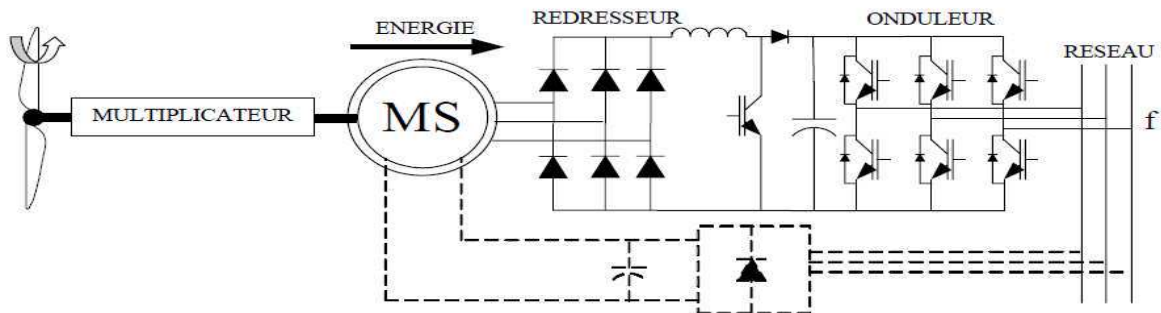 REDRESSEUR
ONDULEUR
ENERGIE
RESEAU
MULTIPLICATEUR
MS
f